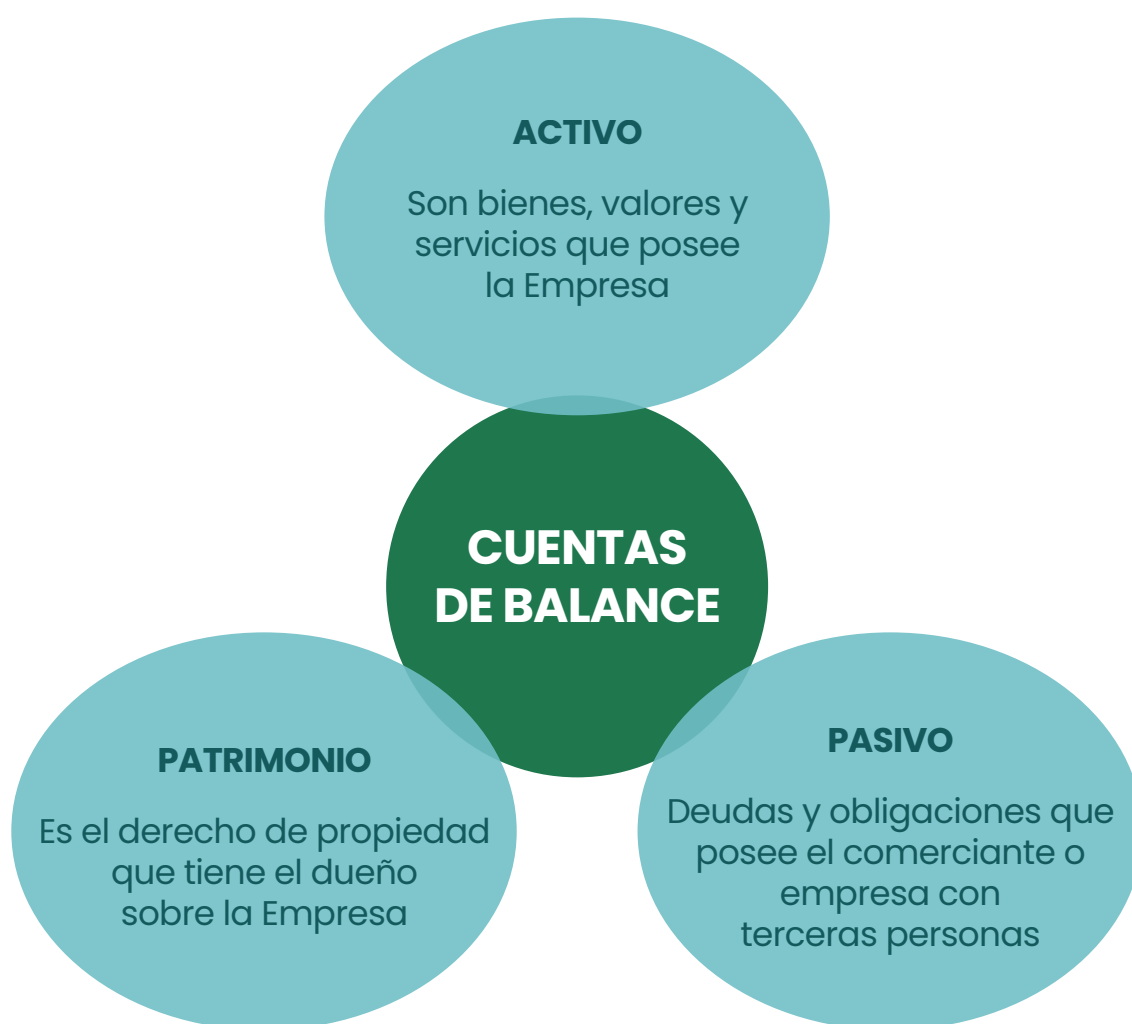 ACTIVO
Son bienes, valores y
servicios que posee
la Empresa
CUENTAS
DE BALANCE
PATRIMONIO
Es el derecho de propiedad
que tiene el dueño
sobre la Empresa
PASIVO
Deudas y obligaciones que
posee el comerciante o
empresa con
terceras personas